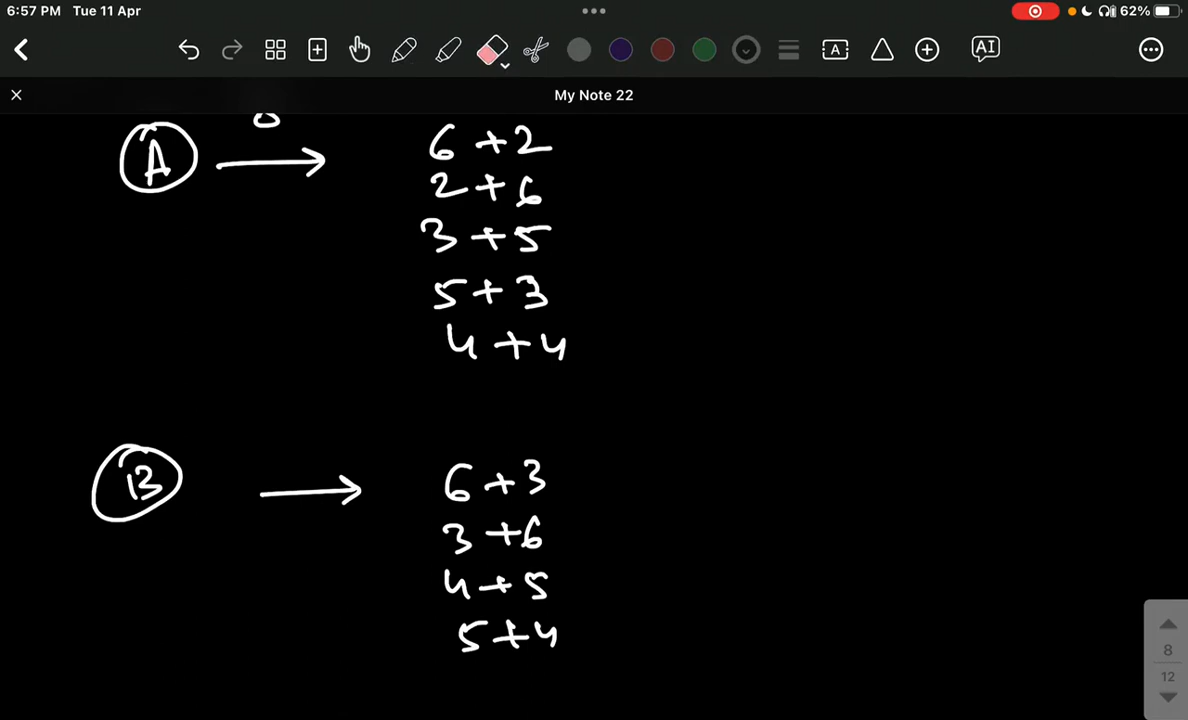 6:57 PM Tue 11 Apr
62%
A
AI
My Note 22
A
6 + 2
2 + 6
3 + 5
5 + 3
4 + 4
B
6 + 3
3 + 6
4 + 5
5 + 4
8
12